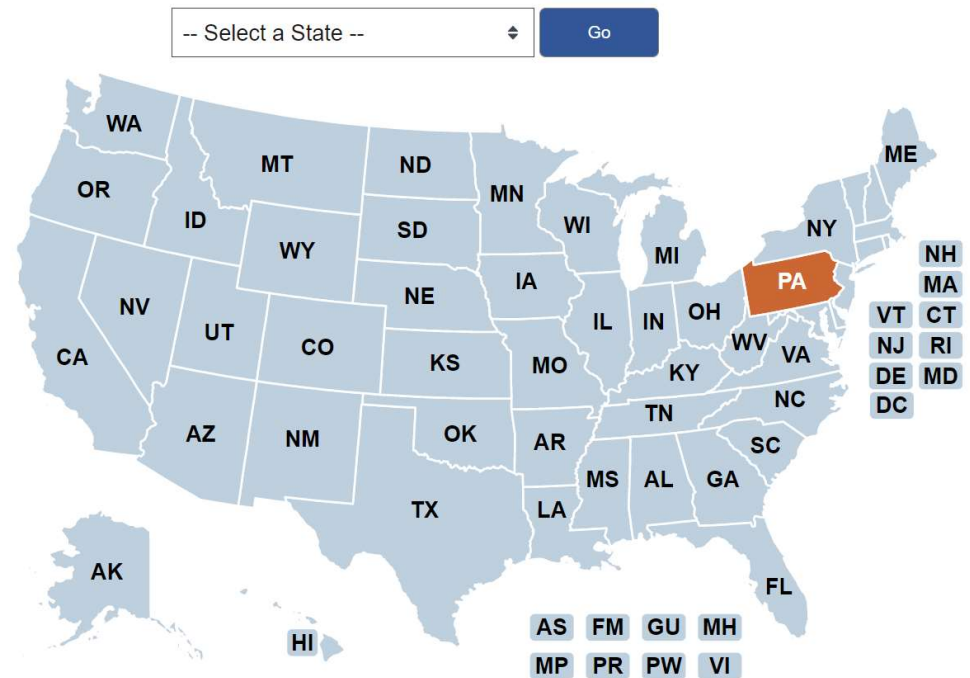 -- Select a State --
Go
WA
MT
ND
MN
ME
OR
ID
SD
WI
NY
WY
MI
NH
PA
IA
MA
NE
NV
IL
IN
OH
VT
CT
UT
CO
WV
NJ
RI
CA
KS
MO
KY
VA
DE
MD
NC
DC
TN
AZ
NM
OK
AR
SC
MS
AL
GA
TX
LA
AK
FL
HI
AS
FM
GU
MH
MP
PR
PW
VI